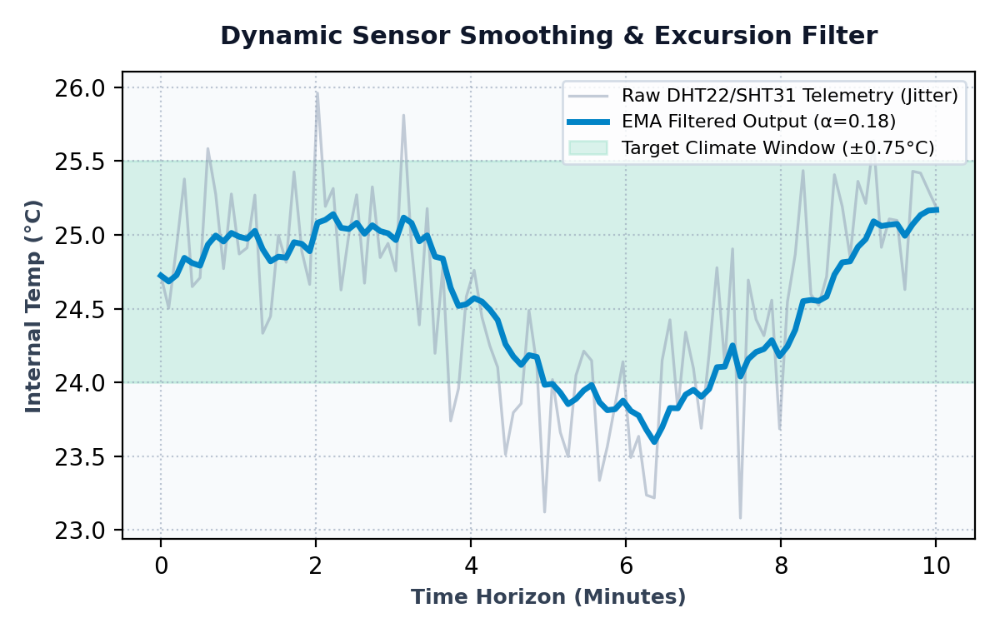 Dynamic Sensor Smoothing & Excursion Filter
Raw DHT22/SHT31 Telemetry (Jitter)
EMA Filtered Output (α=0.18)
Target Climate Window (±0.75°C)
Internal Temp (°C)
26.0
25.5
25.0
24.5
24.0
23.5
23.0
0 2 4 6 8 10
Time Horizon (Minutes)